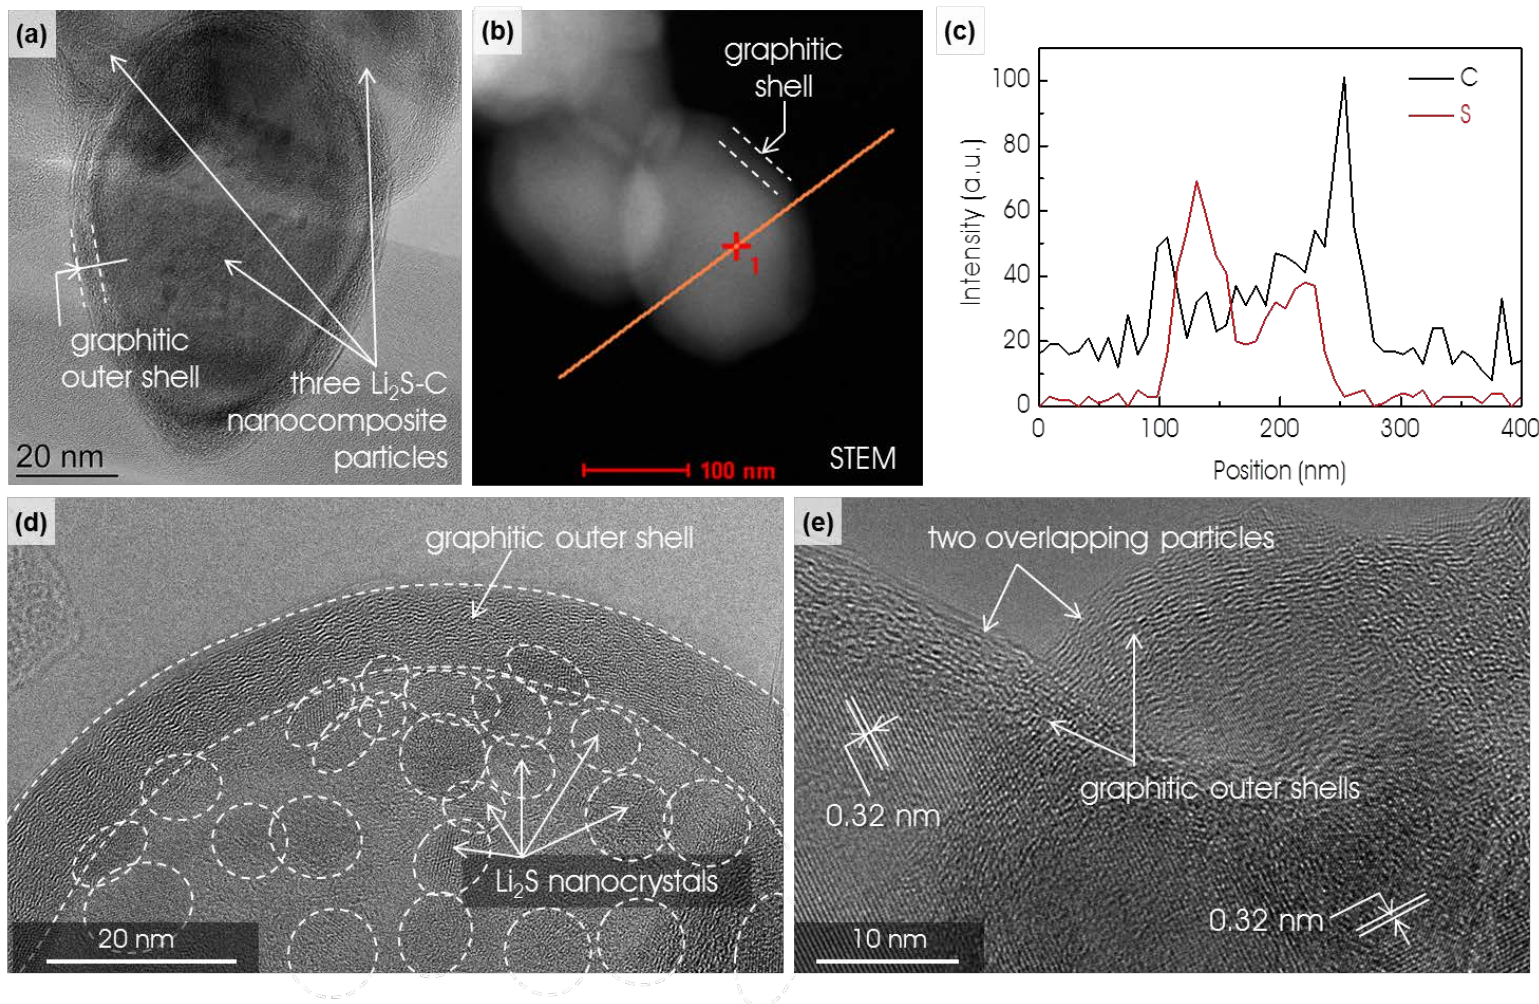 (a)
graphitic
outer shell
three Li₂S-C
nanocomposite
particles
20 nm
(b)
graphitic
shell
1
100 nm
STEM
(c)
C
S
Intensity (a.u.)
100
80
60
40
20
0
0 100 200 300 400
Position (nm)
(d)
graphitic outer shell
Li₂S nanocrystals
20 nm
(e)
two overlapping particles
graphitic outer shells
0.32 nm
0.32 nm
10 nm